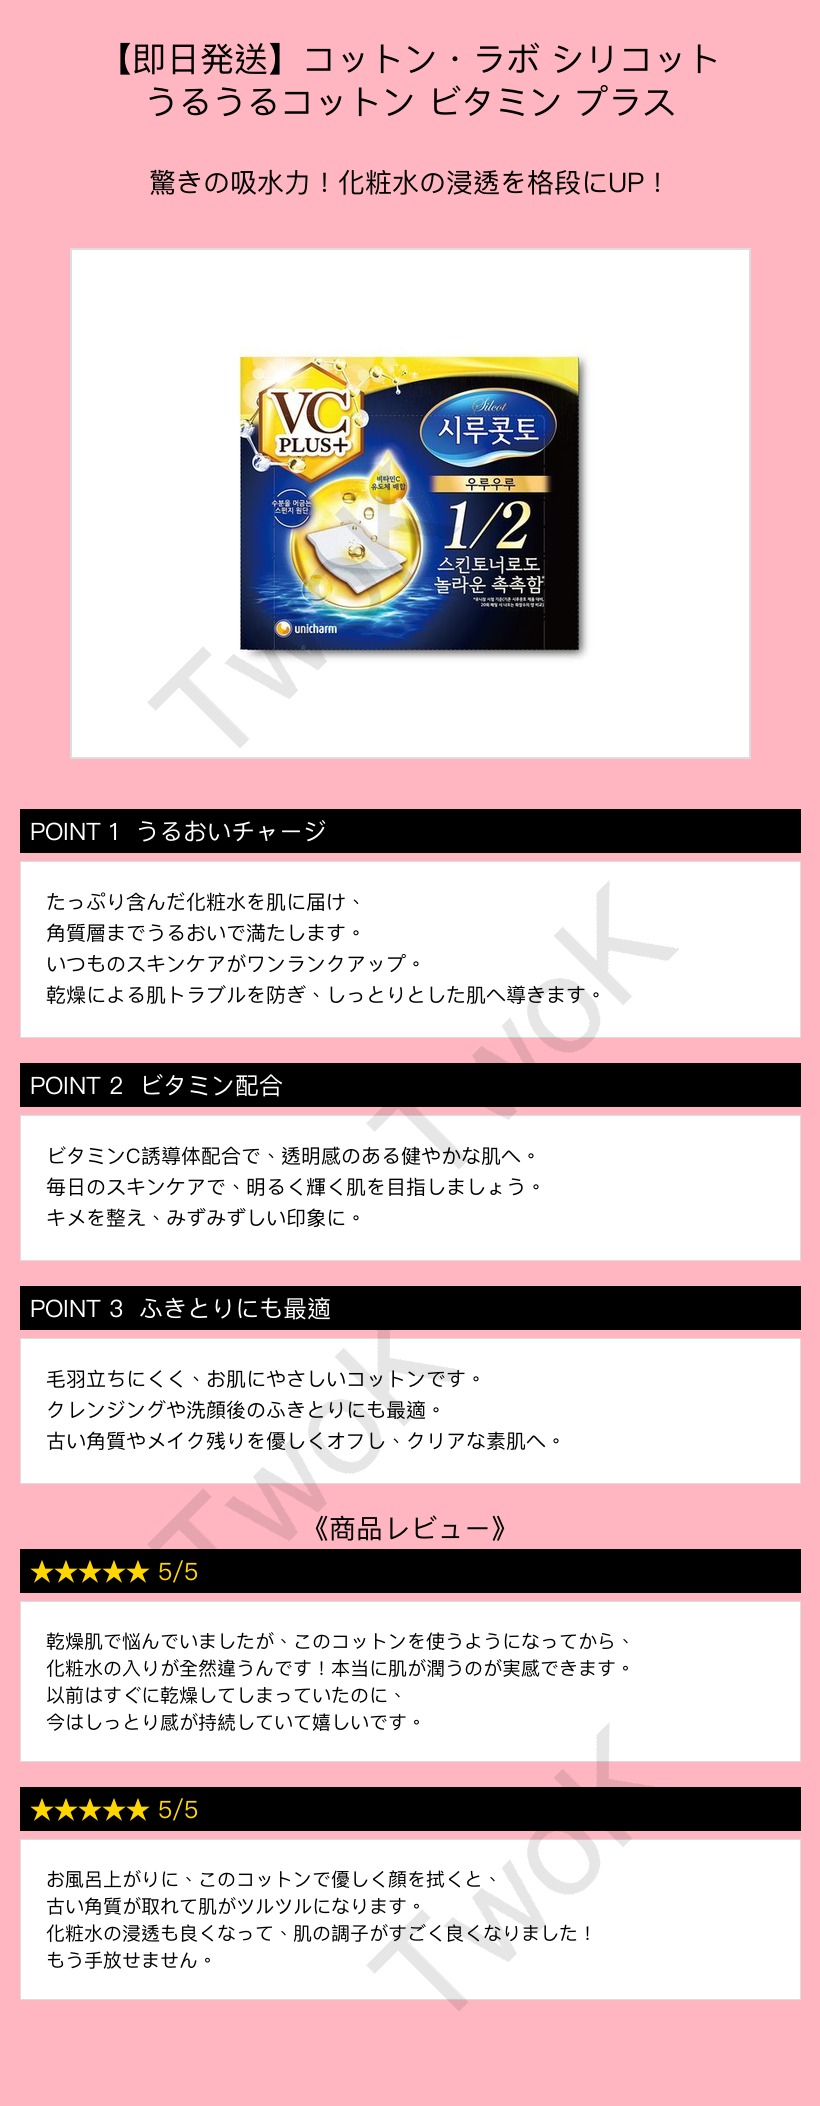 【即日発送】コットン・ラボ シリコット
うるうるコットン ビタミン プラス
驚きの吸水力！化粧水の浸透を格段にUP！
VC
PLUS+
Silcot
시루콧토
비타민C
유도체 배합
우루우루
수분을 머금은
스펀지 원단
1/2
스킨토너로도
놀라운 촉촉함
unicharm
TwoK
POINT 1 うるおいチャージ
たっぷり含んだ化粧水を肌に届け、
角質層までうるおいで満たします。
いつものスキンケアがワンランクアップ。
乾燥による肌トラブルを防ぎ、しっとりとした肌へ導きます。
TwoK
POINT 2 ビタミン配合
ビタミンC誘導体配合で、透明感のある健やかな肌へ。
毎日のスキンケアで、明るく輝く肌を目指しましょう。
キメを整え、みずみずしい印象に。
POINT 3 ふきとりにも最適
毛羽立ちにくく、お肌にやさしいコットンです。
クレンジングや洗顔後のふきとりにも最適。
古い角質やメイク残りを優しくオフし、クリアな素肌へ。
TwoK
《商品レビュー》
★★★★★ 5/5
乾燥肌で悩んでいましたが、このコットンを使うようになってから、
化粧水の入りが全然違うんです！本当に肌が潤うのが実感できます。
以前はすぐに乾燥してしまっていたのに、
今はしっとり感が持続していて嬉しいです。
★★★★★ 5/5
お風呂上がりに、このコットンで優しく顔を拭くと、
古い角質が取れて肌がツルツルになります。
化粧水の浸透も良くなって、肌の調子がすごく良くなりました！
もう手放せません。
TwoK